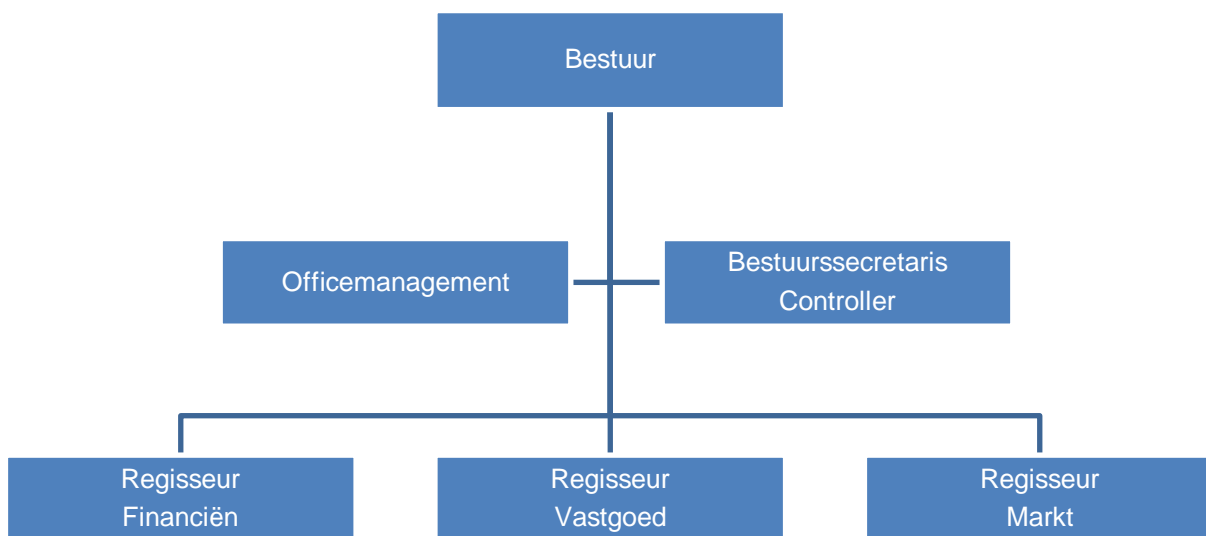 Bestuur
Officemanagement
Bestuurssecretaris
Controller
Regisseur
Financiën
Regisseur
Vastgoed
Regisseur
Markt